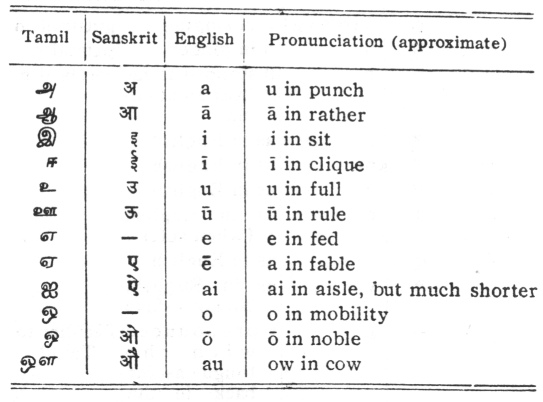 Tamil Sanskrit English Pronunciation (approximate)
அ अ a u in punch
ஆ आ ā ā in rather
இ इ i i in sit
ஈ ई ī ī in clique
உ उ u u in full
ஊ ऊ ū ū in rule
எ — e e in fed
ஏ ए ē a in fable
ஐ ऐ ai ai in aisle, but much shorter
ஒ — o o in mobility
ஓ ओ ō ō in noble
ஔ औ au ow in cow